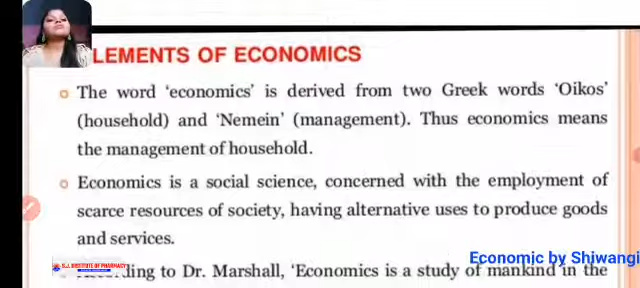 LEMENTS OF ECONOMICS
The word ‘economics’ is derived from two Greek words ‘Oikos’
(household) and ‘Nemein’ (management). Thus economics means
the management of household.
Economics is a social science, concerned with the employment of
scarce resources of society, having alternative uses to produce goods
and services.
Economic by Shiwangi
INSTITUTE OF PHARMACY
ding to Dr. Marshall, ‘Economics is a study of mankind in the